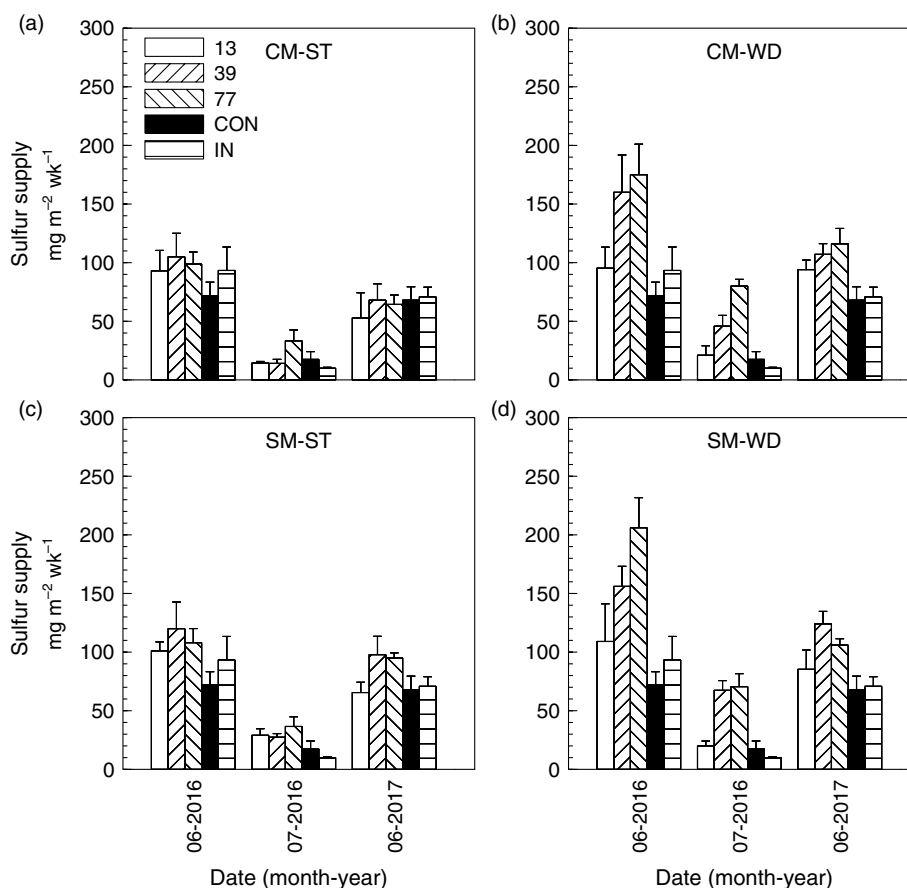 (a)
CM-ST
300
250
200
150
100
50
0
Sulfur supply
mg m⁻² wk⁻¹
13
39
77
CON
IN
(b)
CM-WD
300
250
200
150
100
50
0
(c)
SM-ST
300
250
200
150
100
50
0
Sulfur supply
mg m⁻² wk⁻¹
06-2016
07-2016
06-2017
Date (month-year)
(d)
SM-WD
300
250
200
150
100
50
0
06-2016
07-2016
06-2017
Date (month-year)